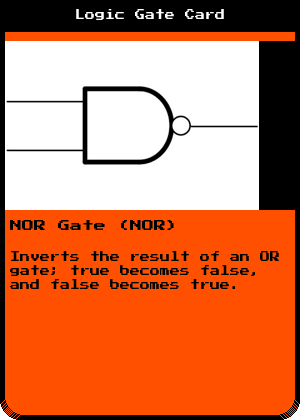 Logic Gate Card
NOR Gate (NOR)
Inverts the result of an OR
gate; true becomes false,
and false becomes true.